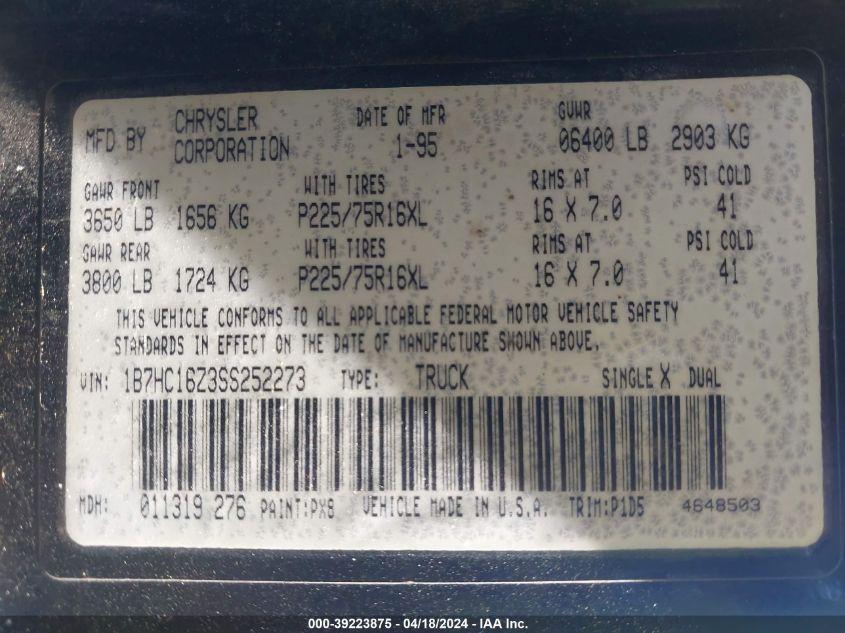 MFD BY CHRYSLER CORPORATION DATE OF MFR 1-95 GVWR 06400 LB 2903 KG
GAWR FRONT WITH TIRES RIMS AT PSI COLD
3650 LB 1656 KG P225/75R16XL 16 X 7.0 41
GAWR REAR WITH TIRES RIMS AT PSI COLD
3800 LB 1724 KG P225/75R16XL 16 X 7.0 41
THIS VEHICLE CONFORMS TO ALL APPLICABLE FEDERAL MOTOR VEHICLE SAFETY
STANDARDS IN EFFECT ON THE DATE OF MANUFACTURE SHOWN ABOVE.
VIN: 1B7HC16Z3SS252273 TYPE: TRUCK SINGLE X DUAL
MDH: 011319 276 PAINT:PX8 VEHICLE MADE IN U.S.A. TRIM:P1D5 4648503
000-39223875 - 04/18/2024 - IAA Inc.